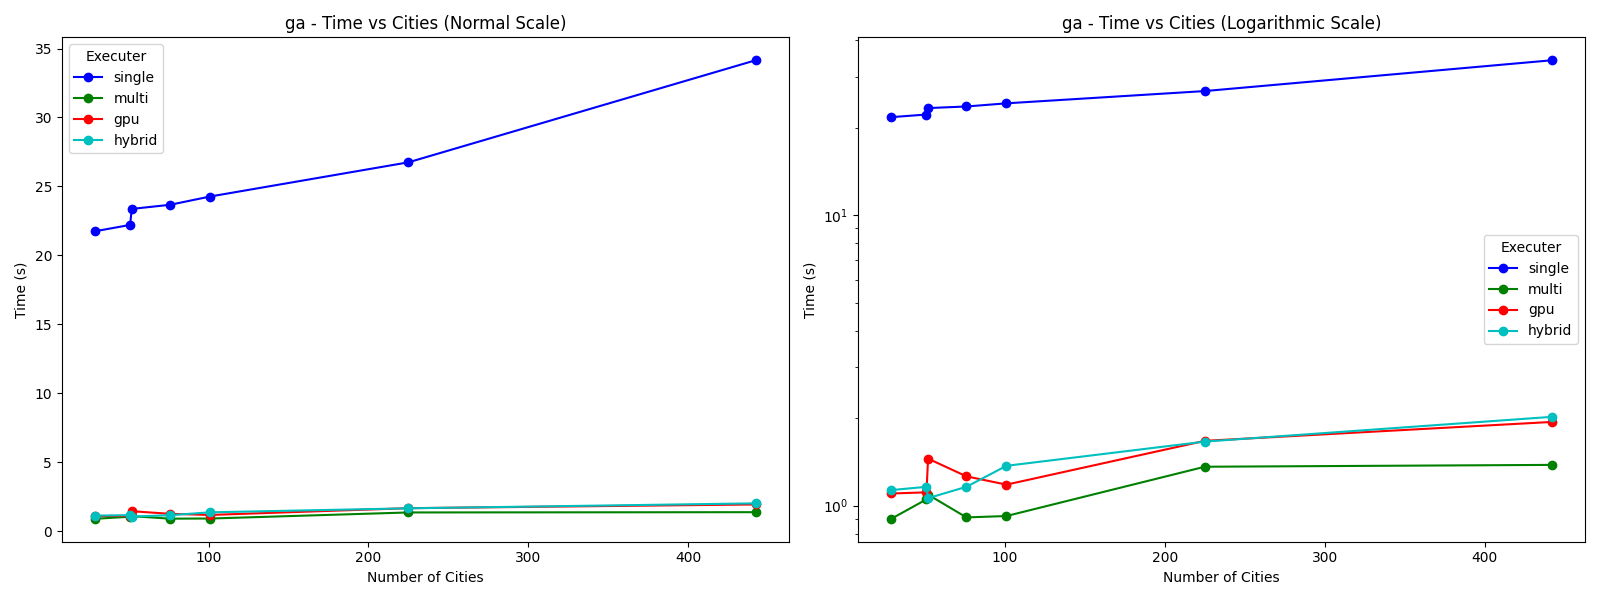 ga - Time vs Cities (Normal Scale)
Time (s)
35
30
25
20
15
10
5
0
Executer
single
multi
gpu
hybrid
100
200
300
400
Number of Cities
ga - Time vs Cities (Logarithmic Scale)
Time (s)
10¹
10⁰
Executer
single
multi
gpu
hybrid
100
200
300
400
Number of Cities